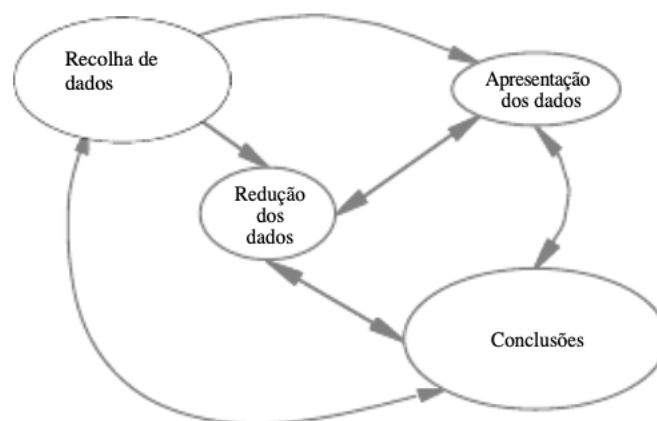 Recolha de
dados
Apresentação
dos dados
Redução
dos
dados
Conclusões